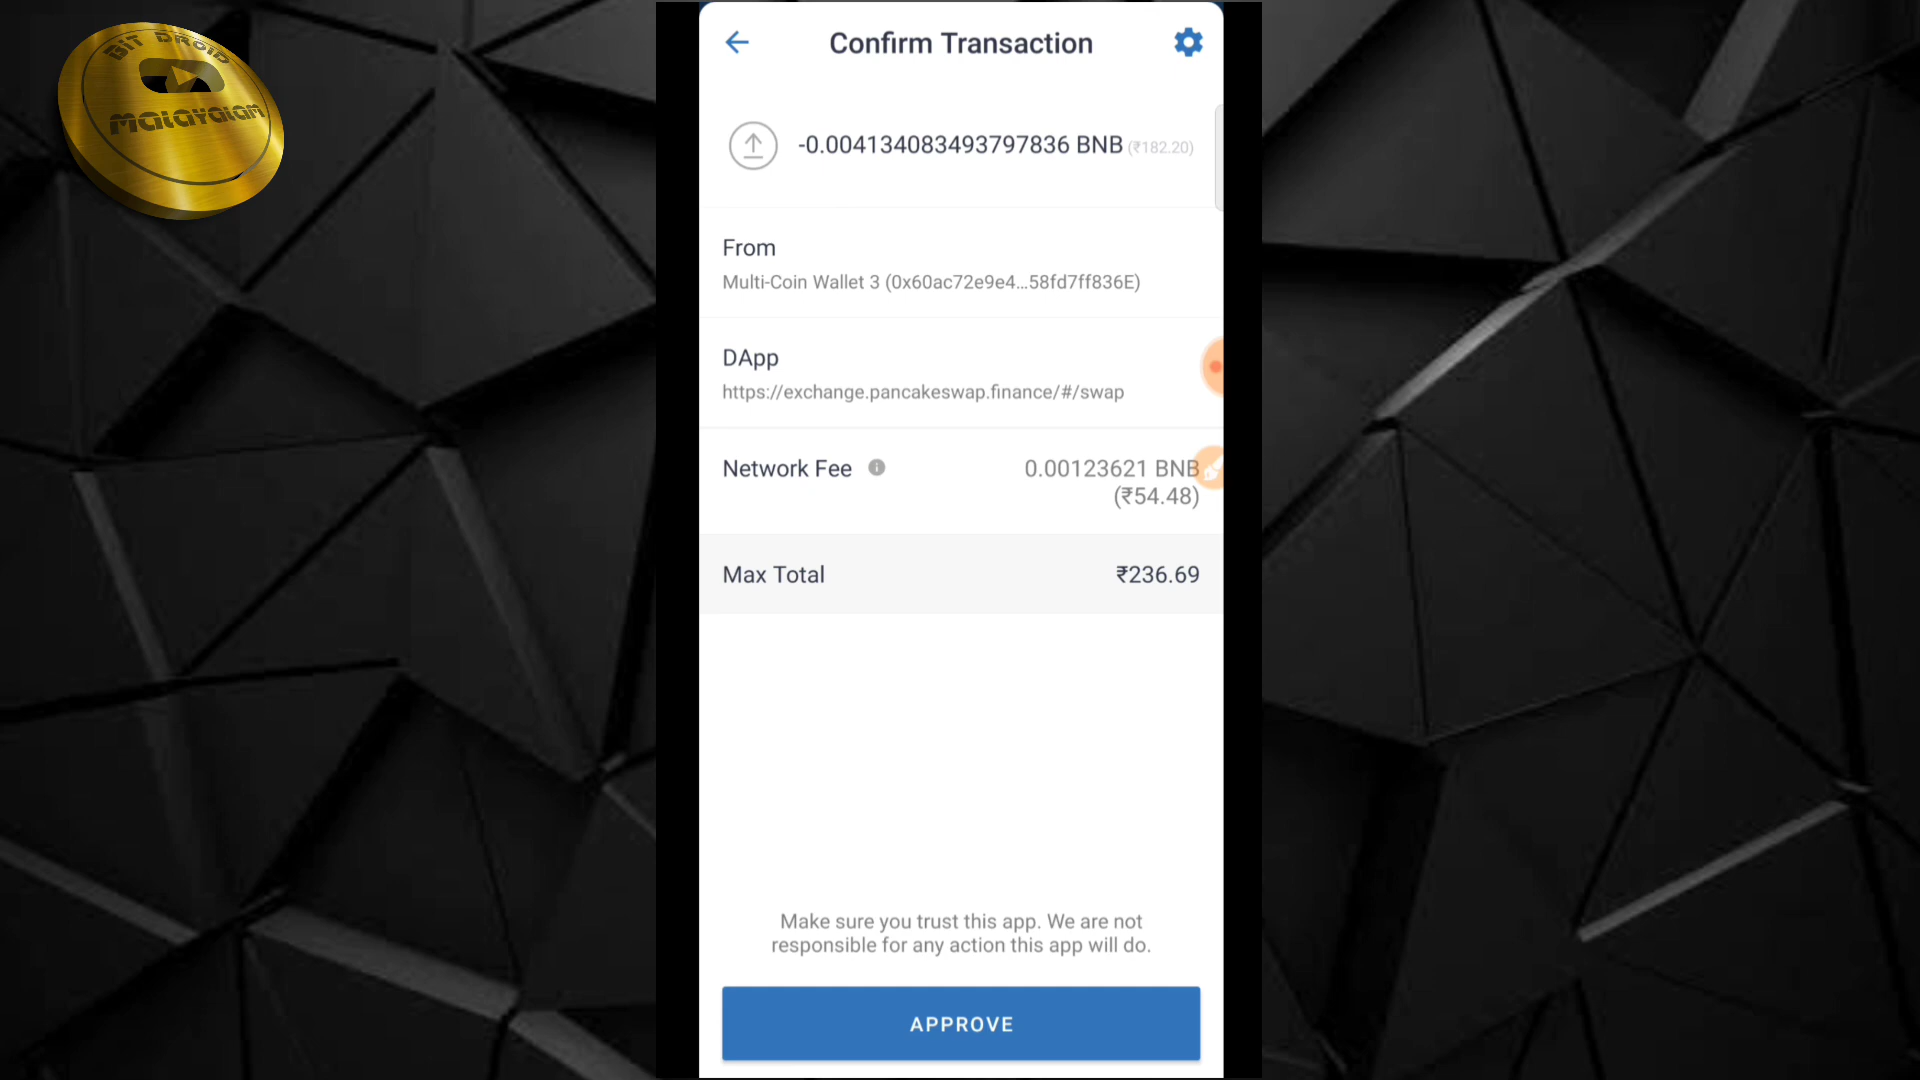 BIT DROID
MALAYALAM
Confirm Transaction
-0.004134083493797836 BNB (₹182.20)
From
Multi-Coin Wallet 3 (0x60ac72e9e4...58fd7ff836E)
DApp
https://exchange.pancakeswap.finance/#/swap
Network Fee 0.00123621 BNB
(₹54.48)
Max Total ₹236.69
Make sure you trust this app. We are not
responsible for any action this app will do.
APPROVE